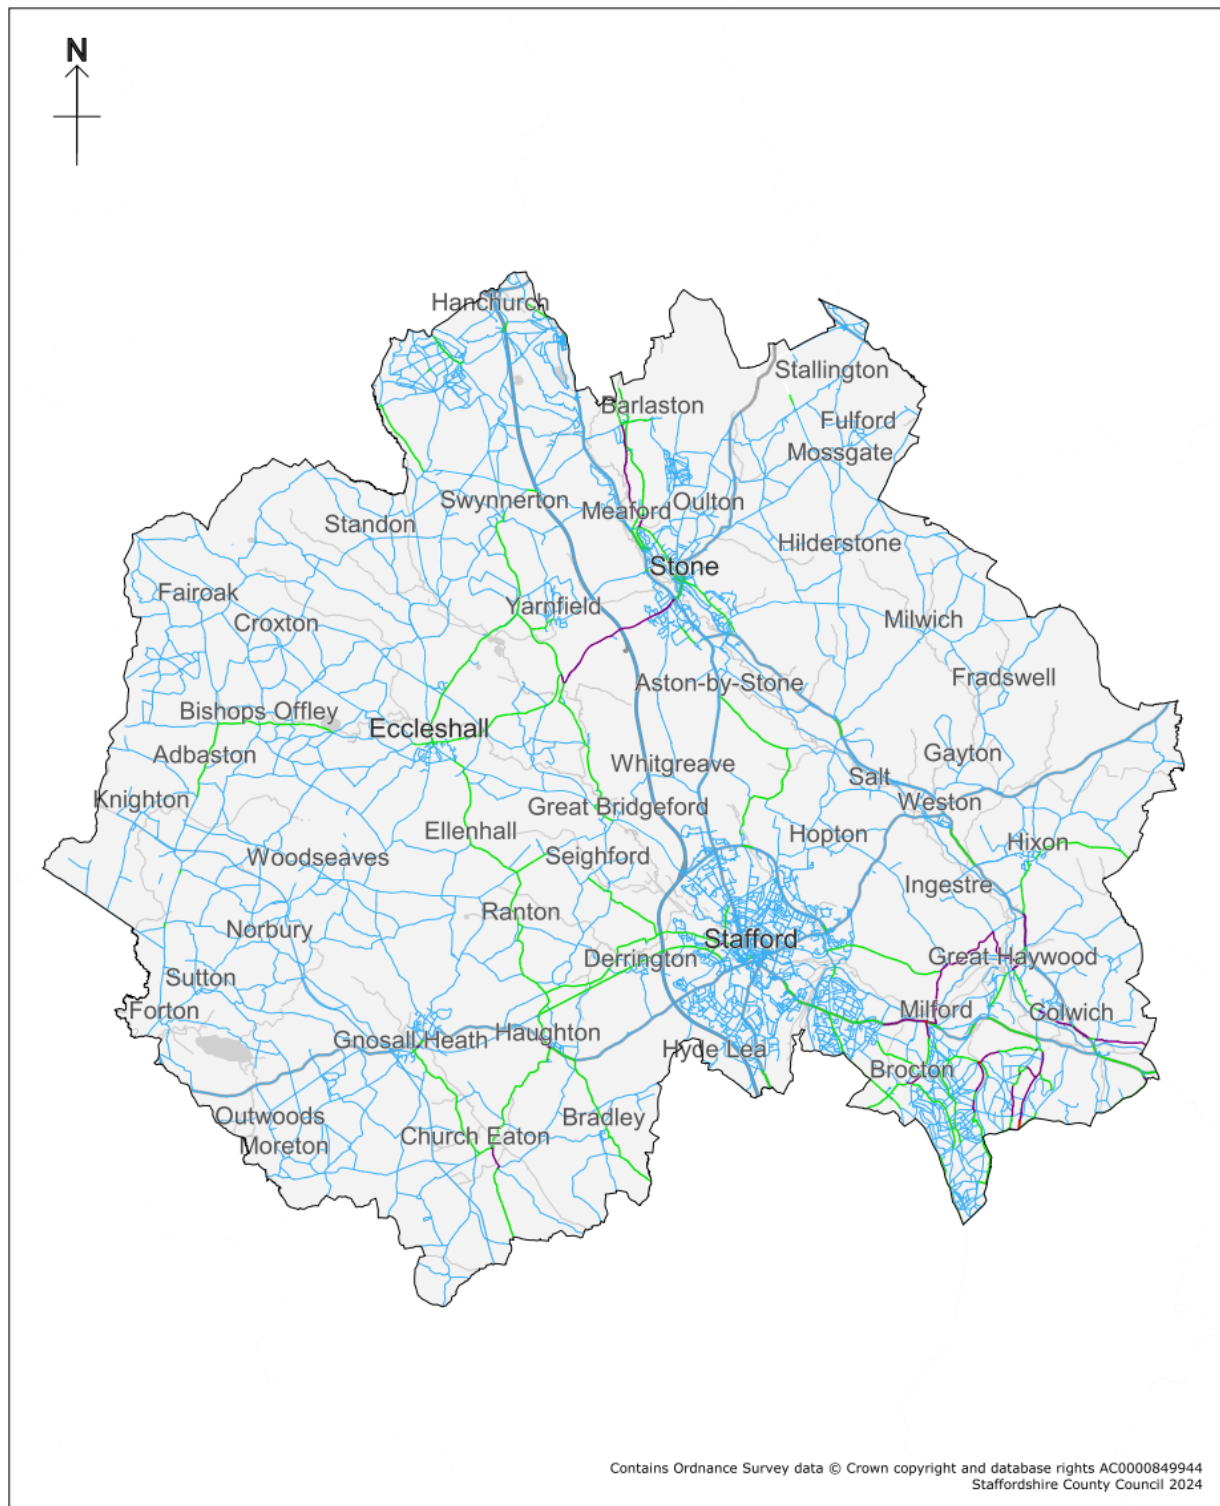 N
Hanchurch
Stallington
Barlaston
Fulford
Mossgate
Swynnerton
Meaford
Oulton
Standon
Hilderstone
Stone
Fairoak
Yarnfield
Croxton
Milwich
Fradswell
Aston-by-Stone
Bishops Offley
Eccleshall
Adbaston
Whitgreave
Gayton
Salt
Knighton
Great Bridgeford
Weston
Ellenhall
Hopton
Hixon
Woodseaves
Seighford
Ingestre
Ranton
Norbury
Stafford
Derrington
Great Haywood
Sutton
Forton
Milford
Colwich
Gnosall Heath
Haughton
Hyde Lea
Brocton
Outwoods
Bradley
Church Eaton
Moreton
Contains Ordnance Survey data © Crown copyright and database rights AC0000849944
Staffordshire County Council 2024